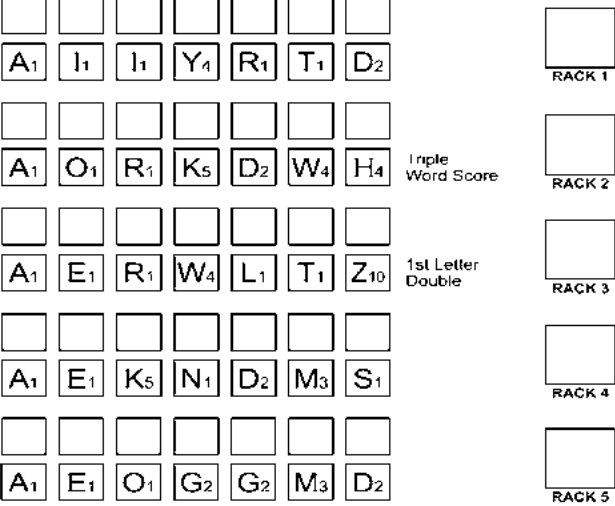 A1 I1 I1 Y4 R1 T1 D2
RACK 1
A1 O1 R1 K5 D2 W4 H4
Triple
Word Score
RACK 2
A1 E1 R1 W4 L1 T1 Z10
1st Letter
Double
RACK 3
A1 E1 K5 N1 D2 M3 S1
RACK 4
A1 E1 O1 G2 G2 M3 D2
RACK 5